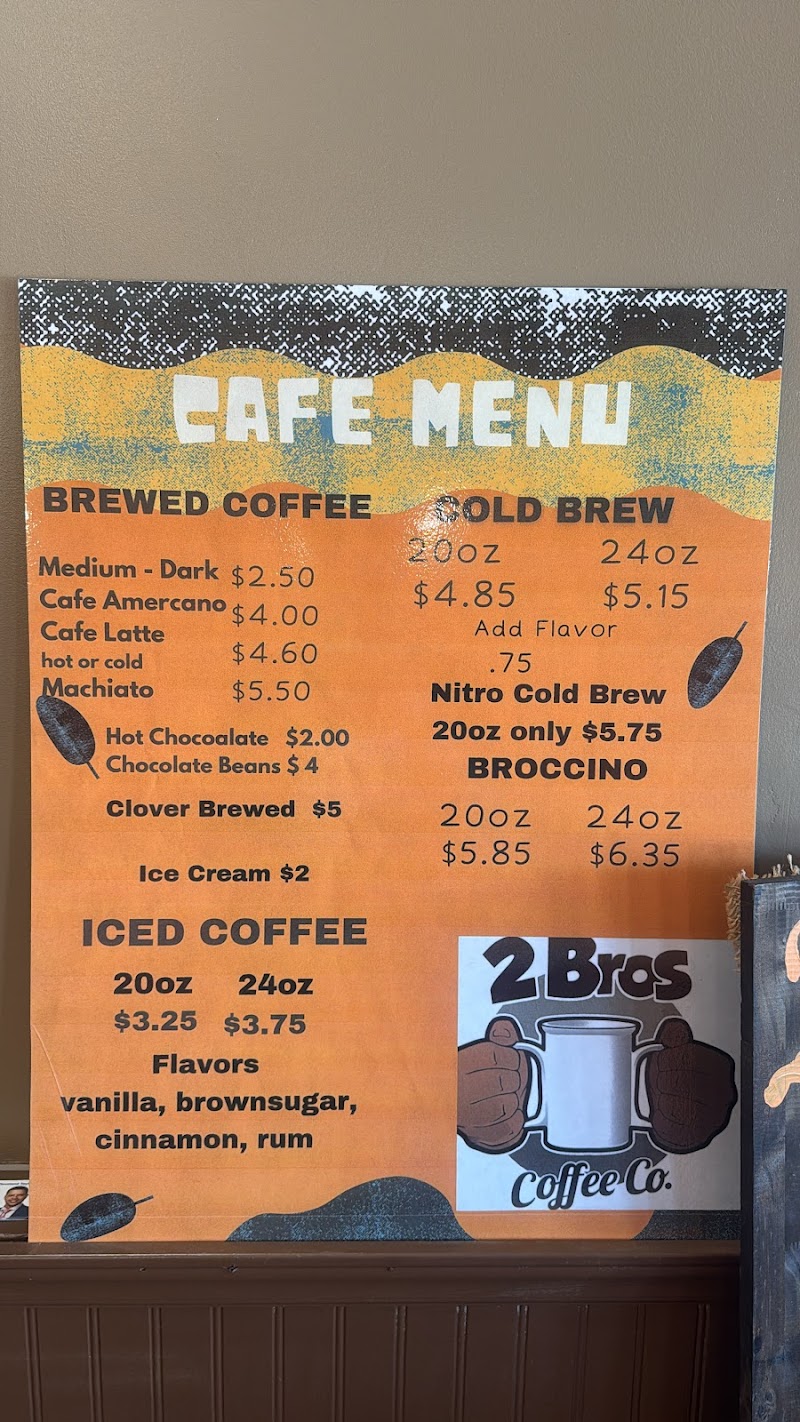 CAFE MENU
BREWED COFFEE
Medium - Dark $2.50
Cafe Amercano $4.00
Cafe Latte $4.60
hot or cold
Machiato $5.50
Hot Chocoalate $2.00
Chocolate Beans $4
Clover Brewed $5
Ice Cream $2
ICED COFFEE
20oz 24oz
$3.25 $3.75
Flavors
vanilla, brownsugar,
cinnamon, rum
COLD BREW
20oz 24oz
$4.85 $5.15
Add Flavor
.75
Nitro Cold Brew
20oz only $5.75
BROCCINO
20oz 24oz
$5.85 $6.35
2 Bros
Coffee Co.